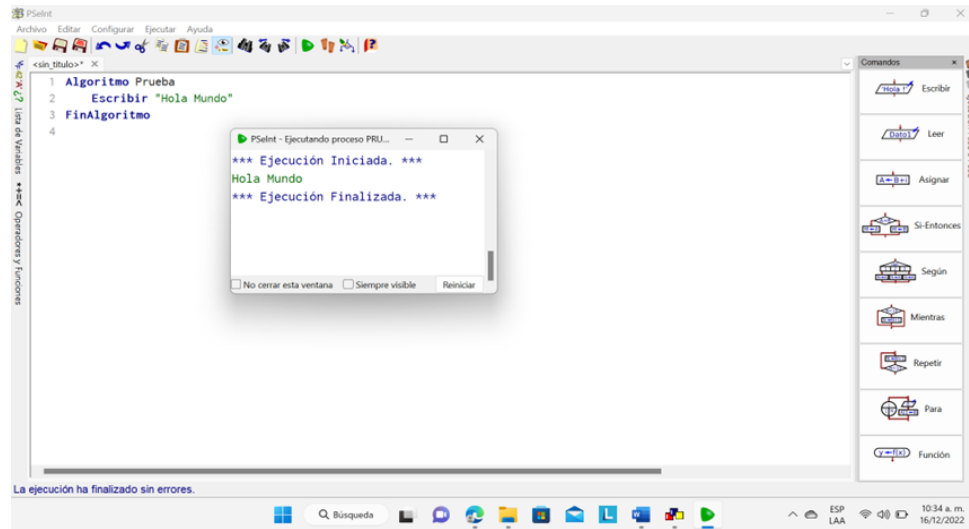 PSeInt
Archivo Editar Configurar Ejecutar Ayuda
<sin_titulo>* ×
Comandos ×
1 Algoritmo Prueba
2 Escribir "Hola Mundo"
3 FinAlgoritmo
4
Lista de Variables
Operadores y Funciones
PSeInt - Ejecutando proceso PRU...
*** Ejecución Iniciada. ***
Hola Mundo
*** Ejecución Finalizada. ***
No cerrar esta ventana Siempre visible Reiniciar
'Hola !' Escribir
Dato1 Leer
A←B+1 Asignar
Si-Entonces
Según
Mientras
Repetir
Para
y←f(x) Función
La ejecución ha finalizado sin errores.
Búsqueda
ESP
LAA
10:34 a. m.
16/12/2022